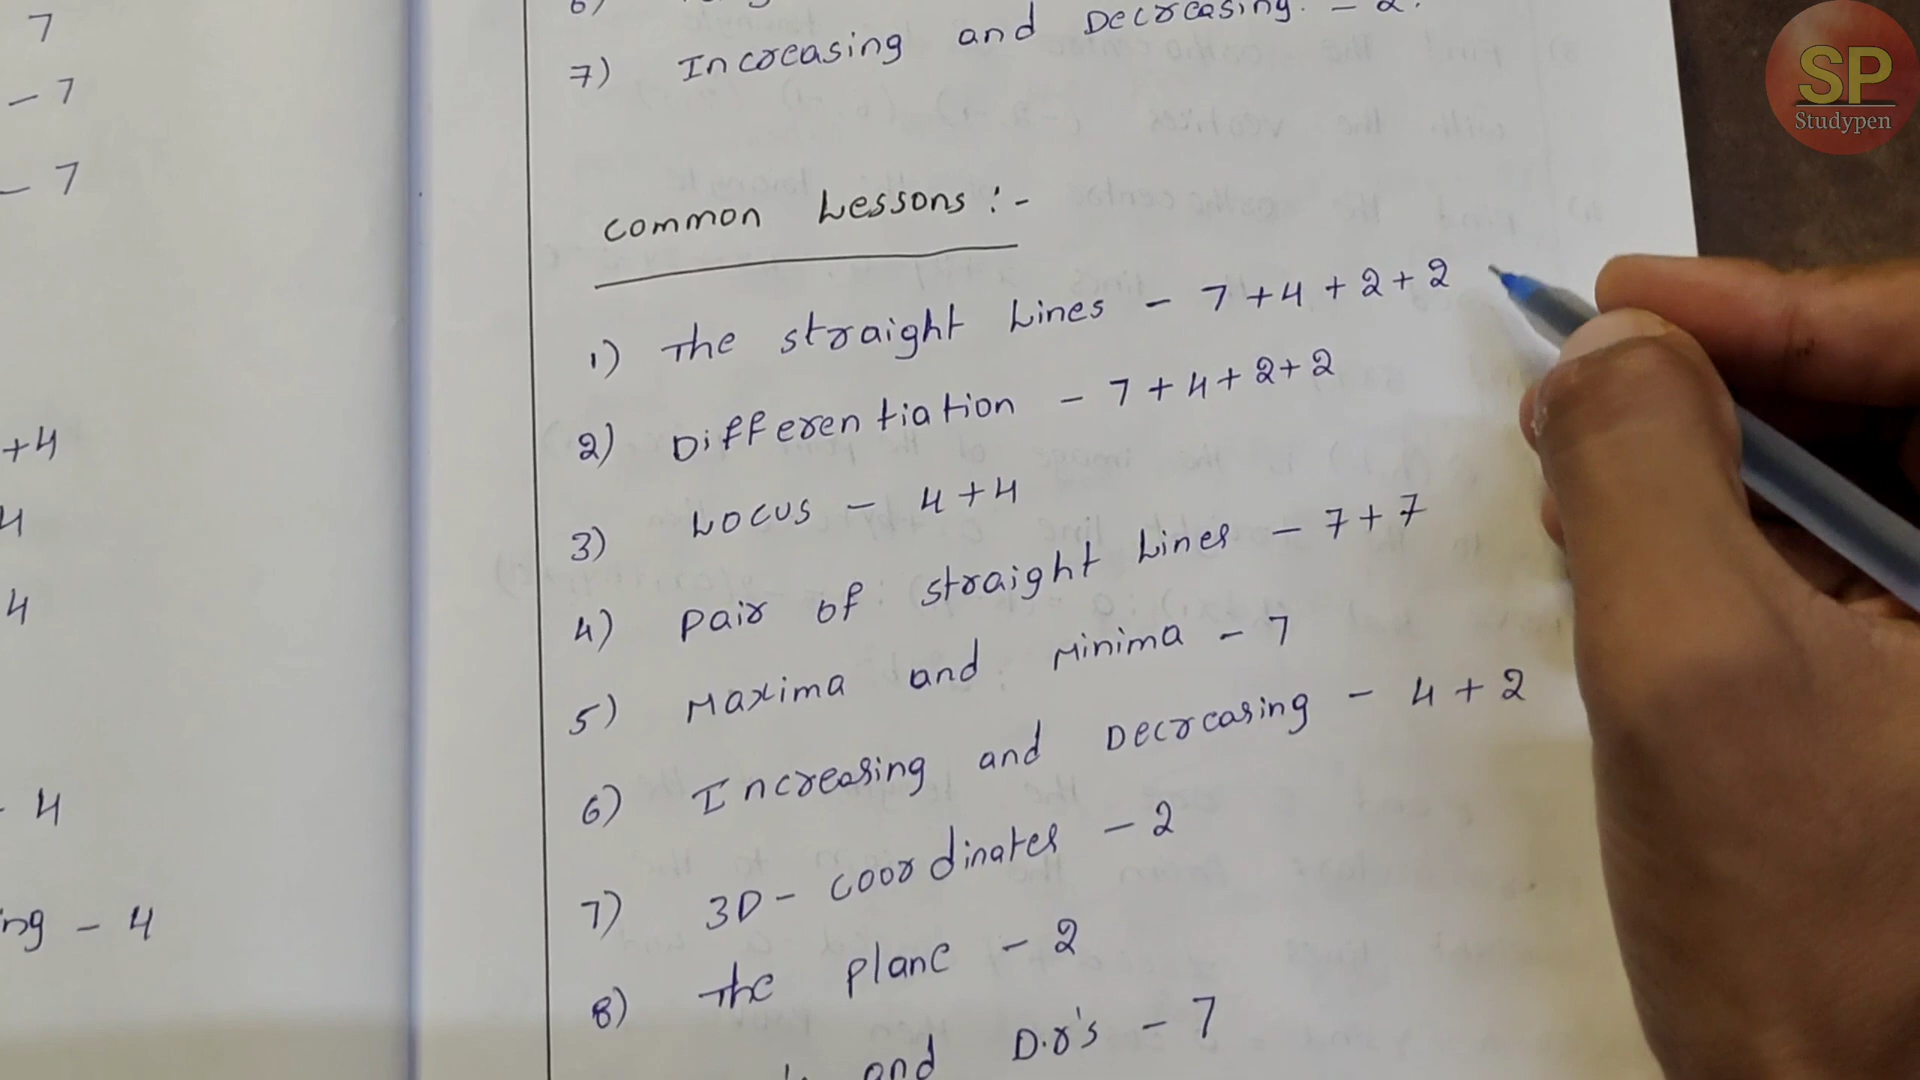 7
- 7
- 7
+4
4
4
- 4
ng - 4
6)
7) Increasing and Decreasing. - 2.
Common Lessons :-
1) The straight Lines - 7+4+2+2
2) Differentiation - 7+4+2+2
3) Locus - 4+4
4) Pair of straight Lines - 7+7
5) Maxima and Minima - 7
6) Increasing and Decreasing - 4+2
7) 3D - coordinates - 2
8) The plane - 2
and D.r's - 7
SP
Studypen